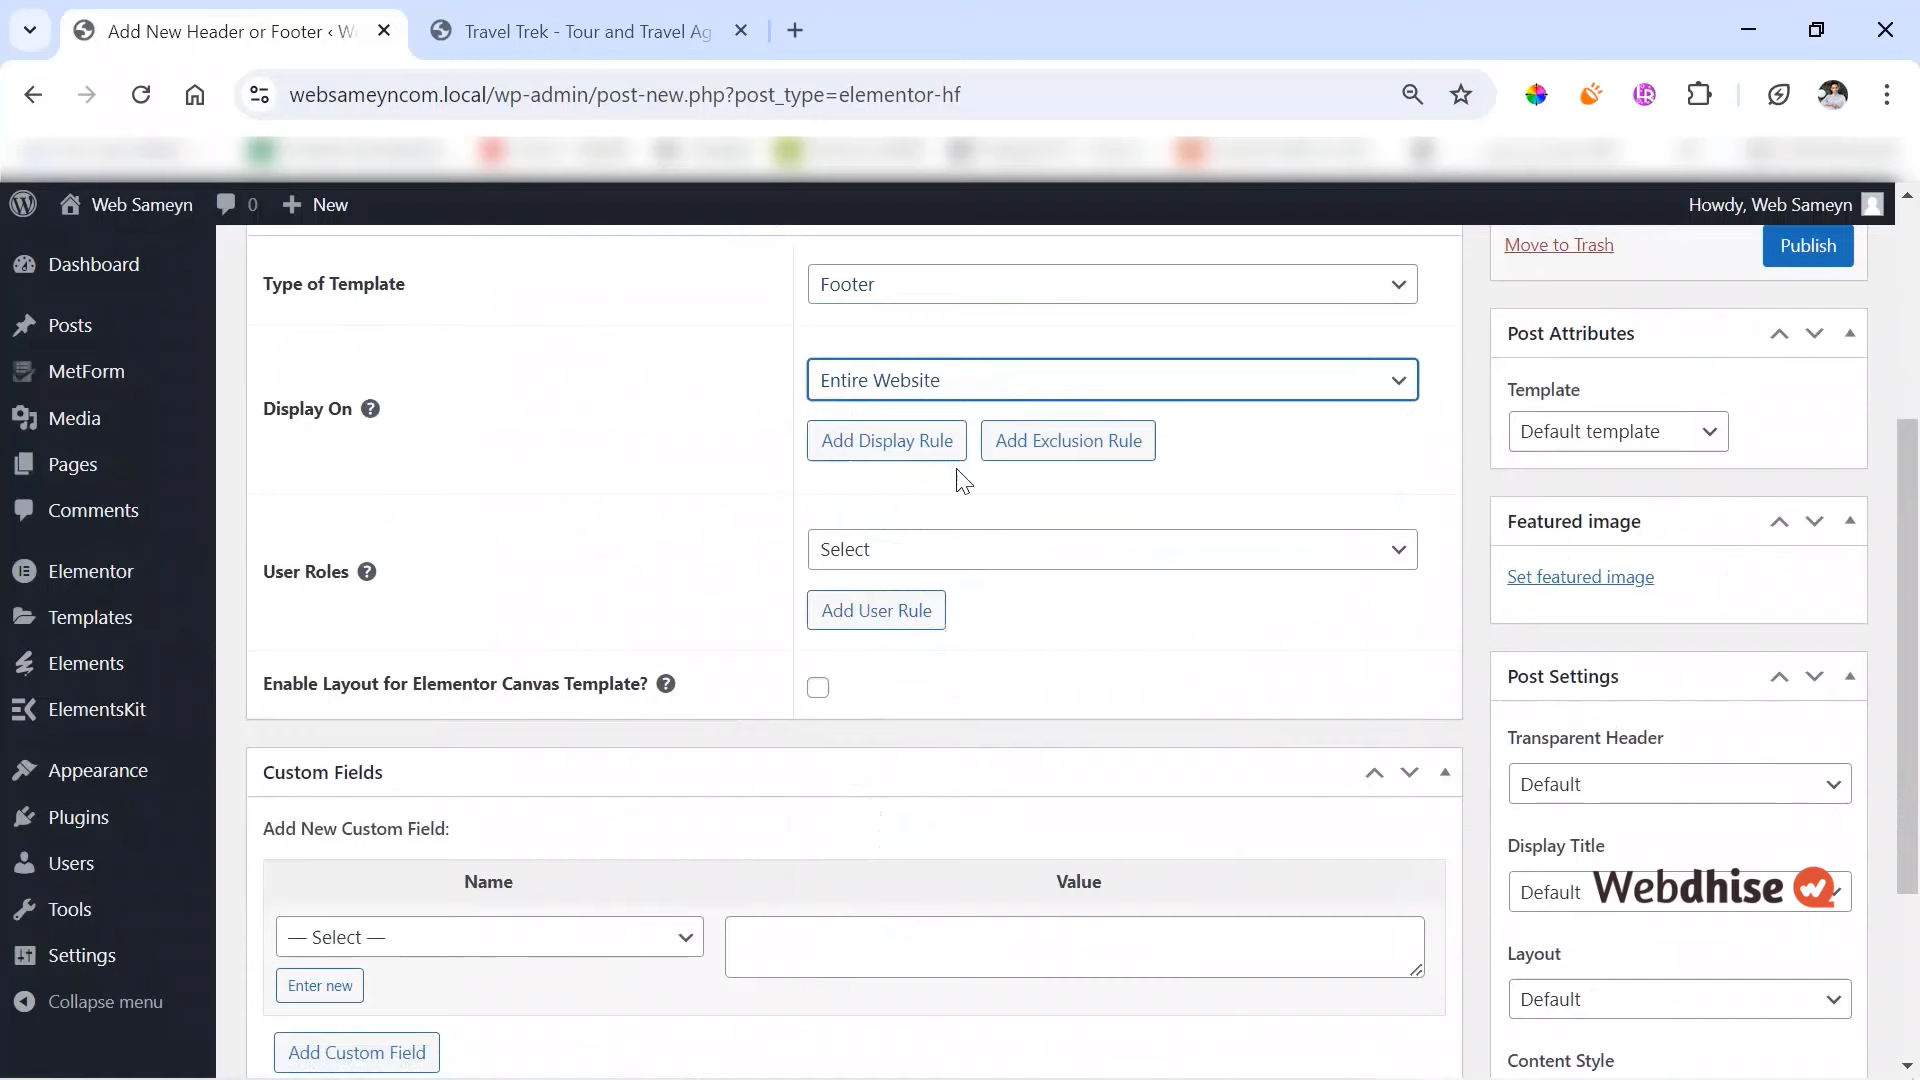 Add New Header or Footer ‹ W
Travel Trek - Tour and Travel Ag
websameyncom.local/wp-admin/post-new.php?post_type=elementor-hf
Web Sameyn
0
New
Howdy, Web Sameyn
Dashboard
Posts
MetForm
Media
Pages
Comments
Elementor
Templates
Elements
ElementsKit
Appearance
Plugins
Users
Tools
Settings
Collapse menu
Type of Template
Footer
Display On
Entire Website
Add Display Rule
Add Exclusion Rule
User Roles
Select
Add User Rule
Enable Layout for Elementor Canvas Template?
Custom Fields
Add New Custom Field:
Name
Value
— Select —
Enter new
Add Custom Field
Move to Trash
Publish
Post Attributes
Template
Default template
Featured image
Set featured image
Post Settings
Transparent Header
Default
Display Title
Default
Webdhise
Layout
Default
Content Style